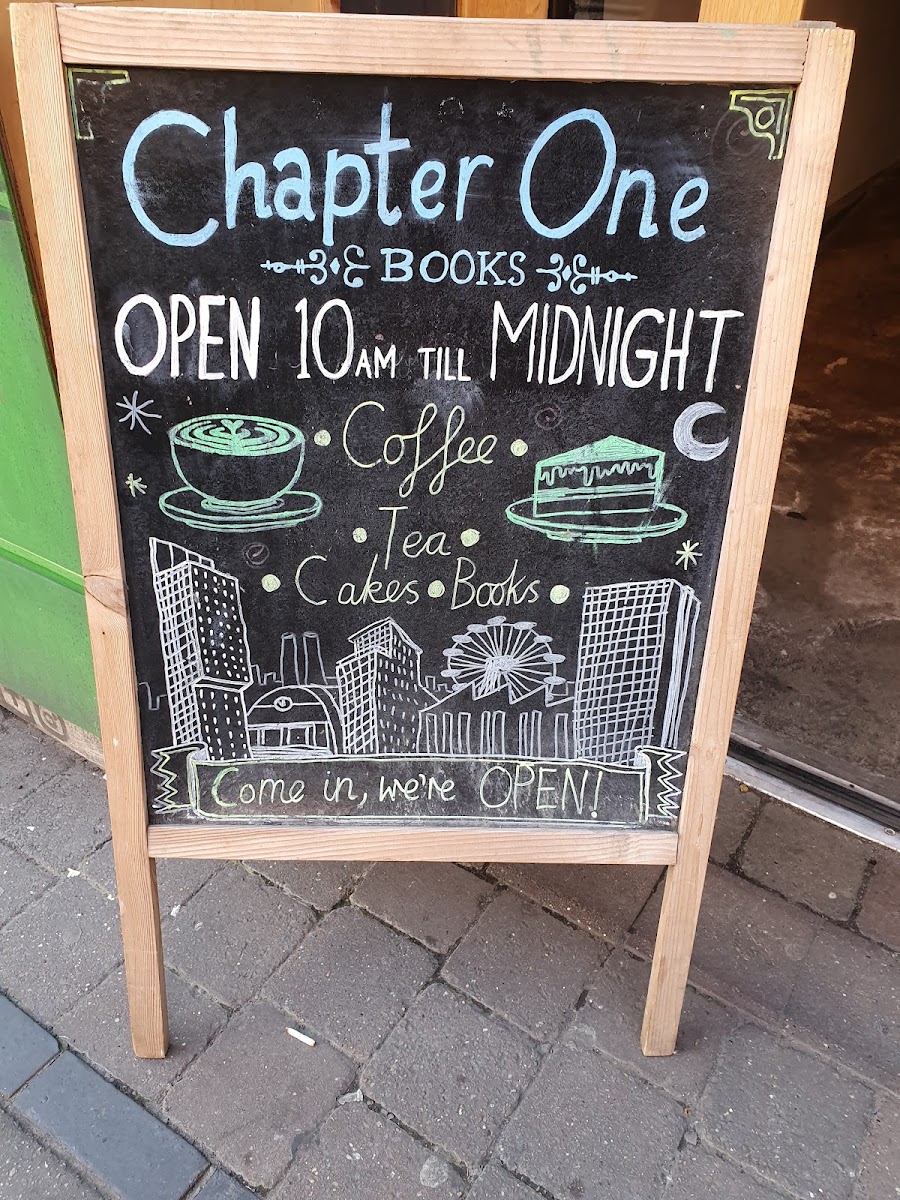 Chapter One
BOOKS
OPEN 10AM TILL MIDNIGHT
Coffee
Tea
Cakes • Books
Come in, we're OPEN!